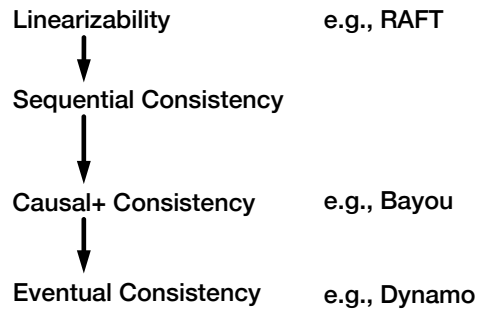 Linearizability e.g., RAFT
Sequential Consistency
Causal+ Consistency e.g., Bayou
Eventual Consistency e.g., Dynamo